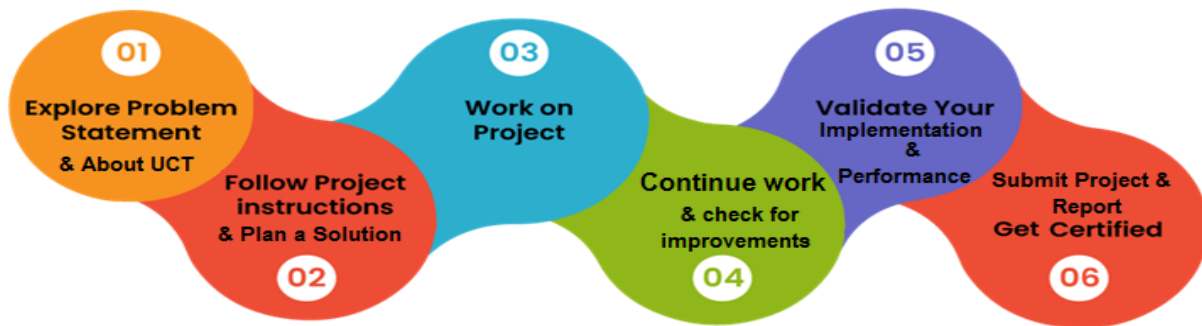 01
Explore Problem
Statement
& About UCT
Follow Project
instructions
& Plan a Solution
02
03
Work on
Project
Continue work
& check for
improvements
04
05
Validate Your
Implementation
&
Performance
Submit Project &
Report
Get Certified
06